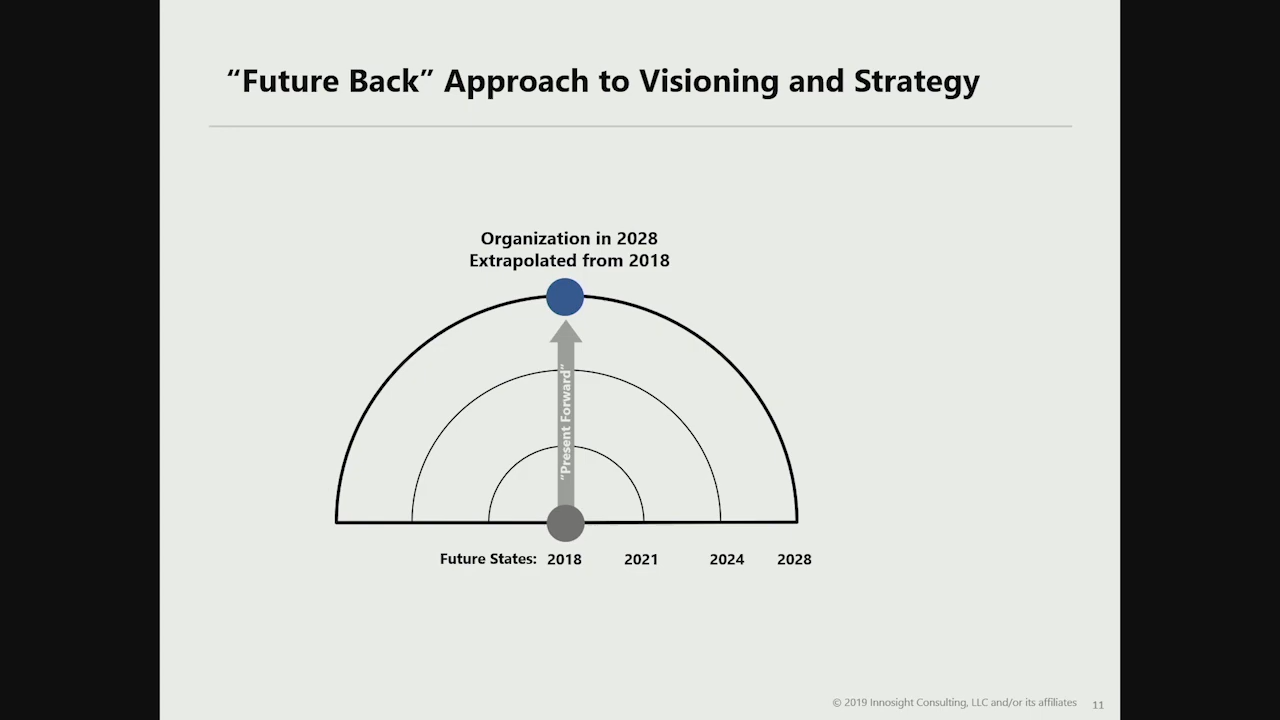 “Future Back” Approach to Visioning and Strategy
Organization in 2028
Extrapolated from 2018
“Present Forward”
Future States: 2018 2021 2024 2028
© 2019 Innosight Consulting, LLC and/or its affiliates 11